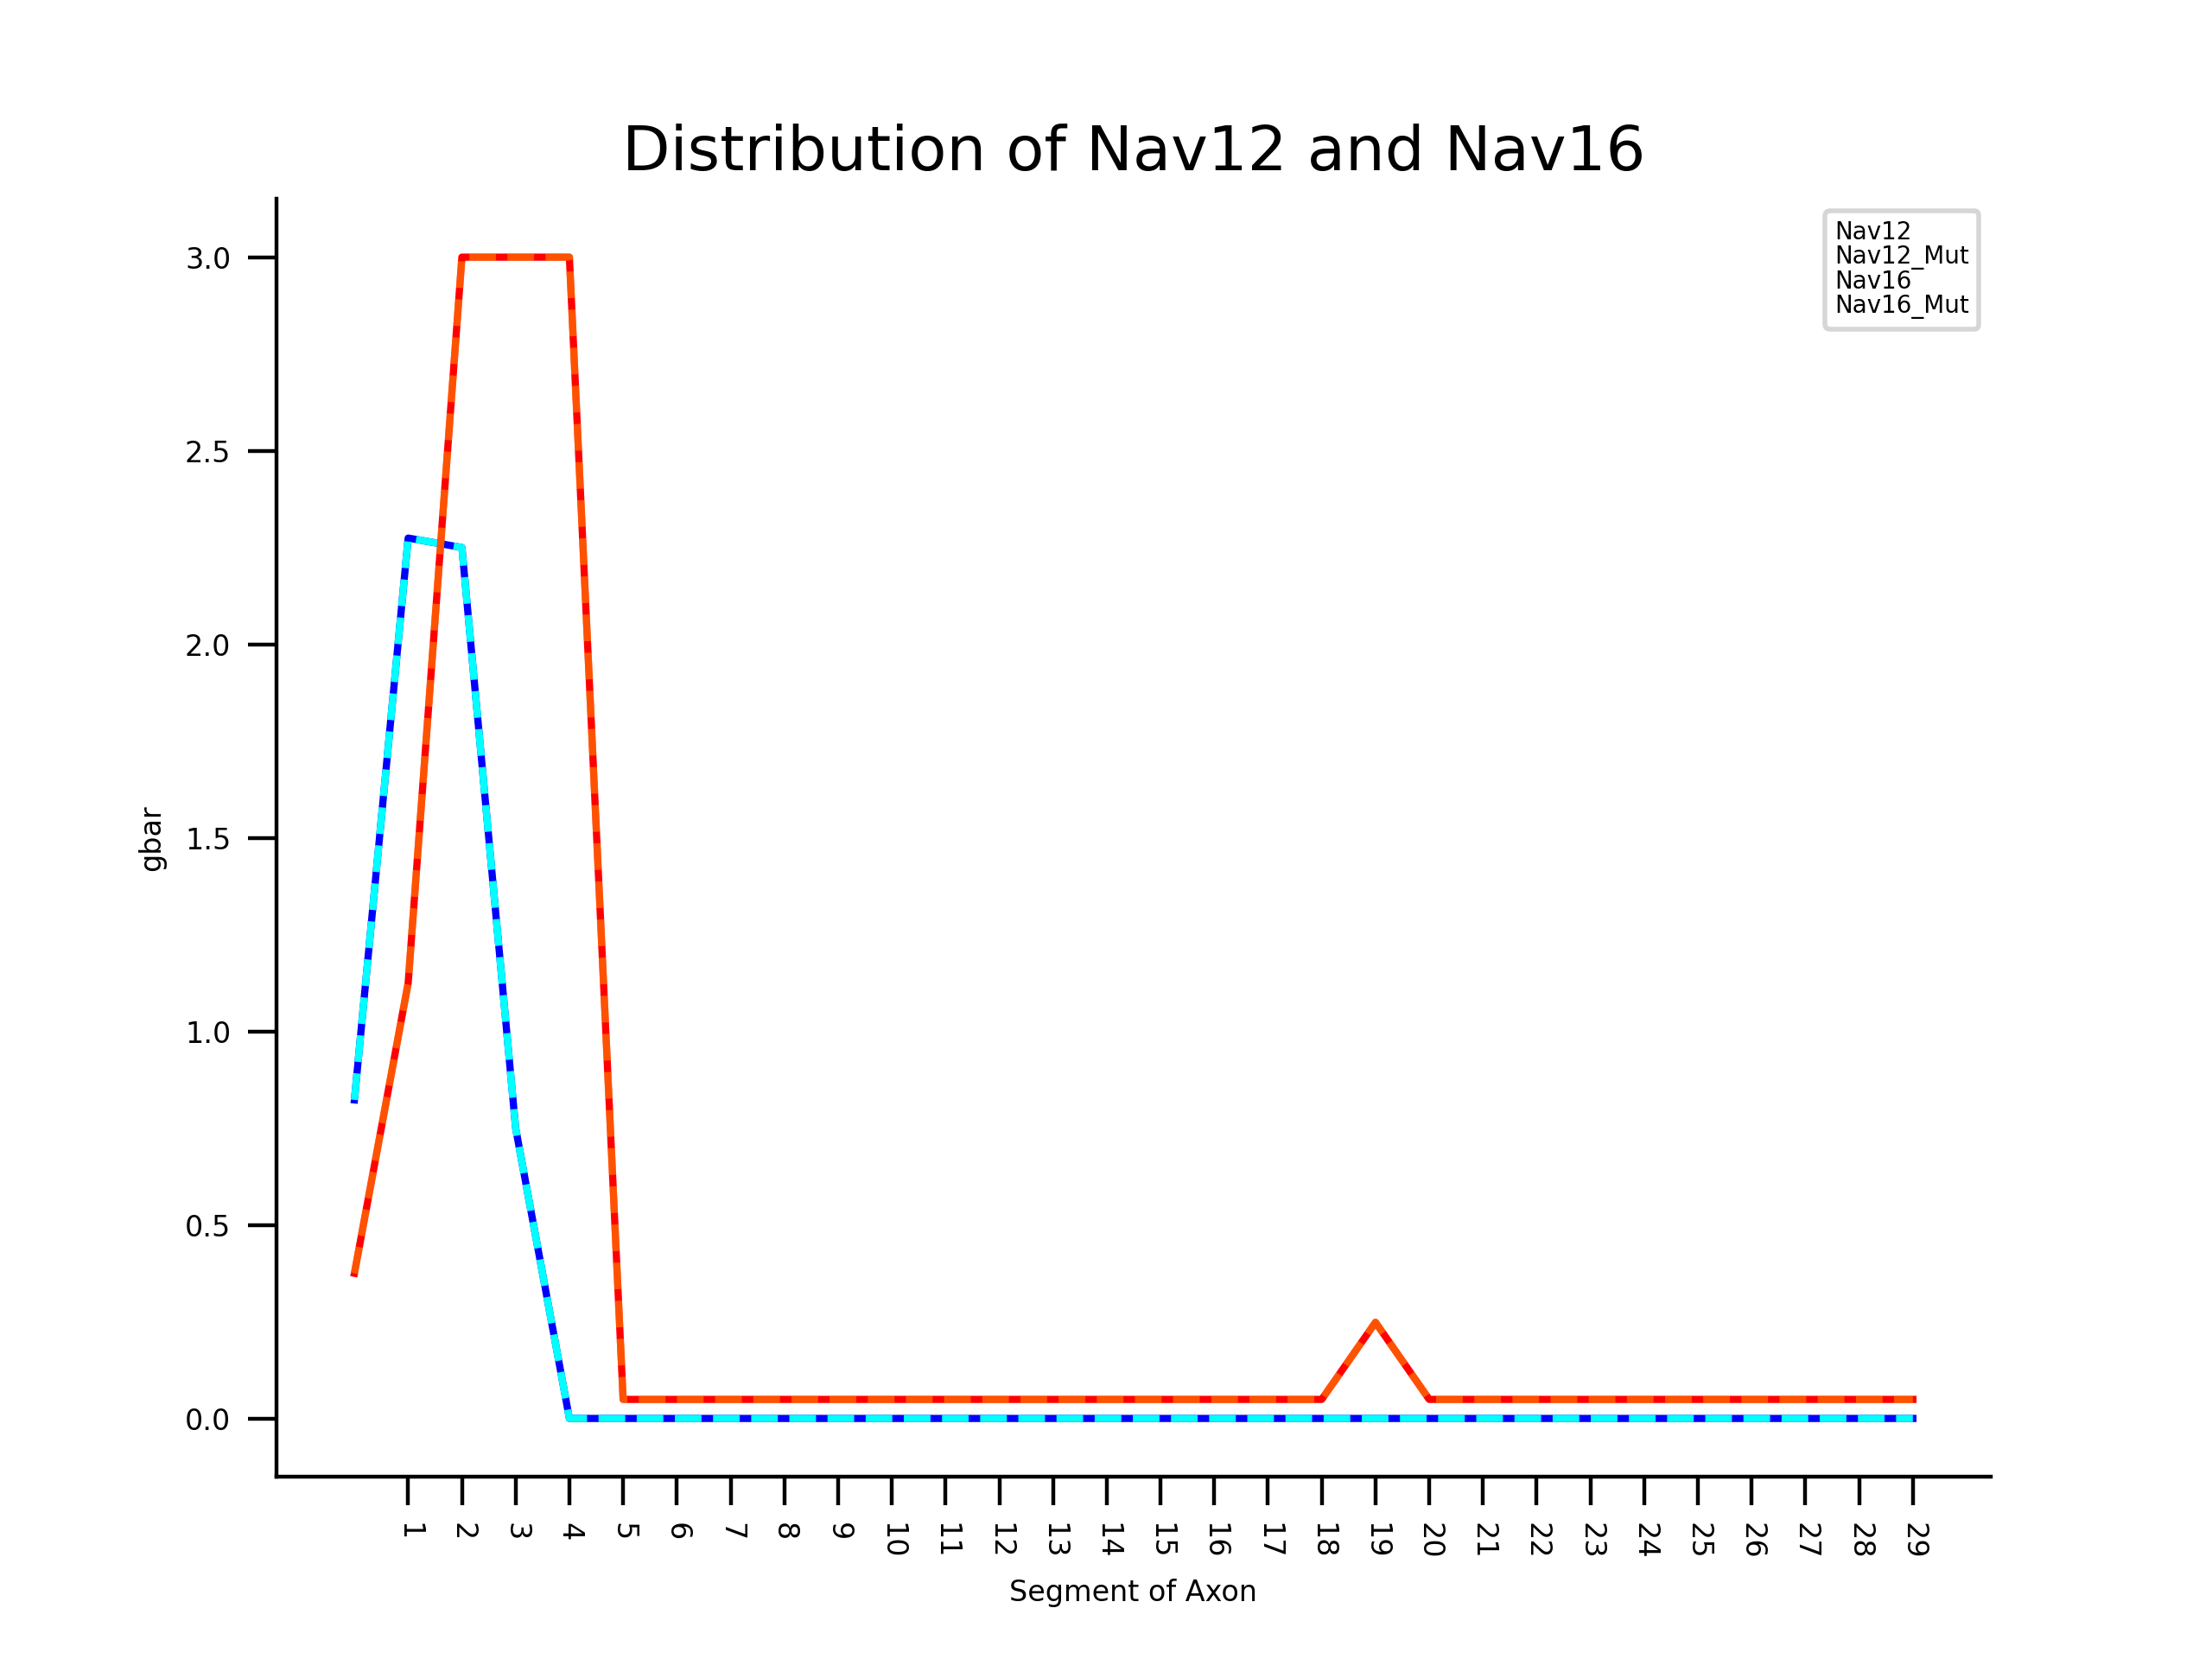 Distribution of Nav12 and Nav16
Nav12
Nav12_Mut
Nav16
Nav16_Mut
3.0
2.5
2.0
1.5
1.0
0.5
0.0
gbar
1 2 3 4 5 6 7 8 9 10 11 12 13 14 15 16 17 18 19 20 21 22 23 24 25 26 27 28 29
Segment of Axon